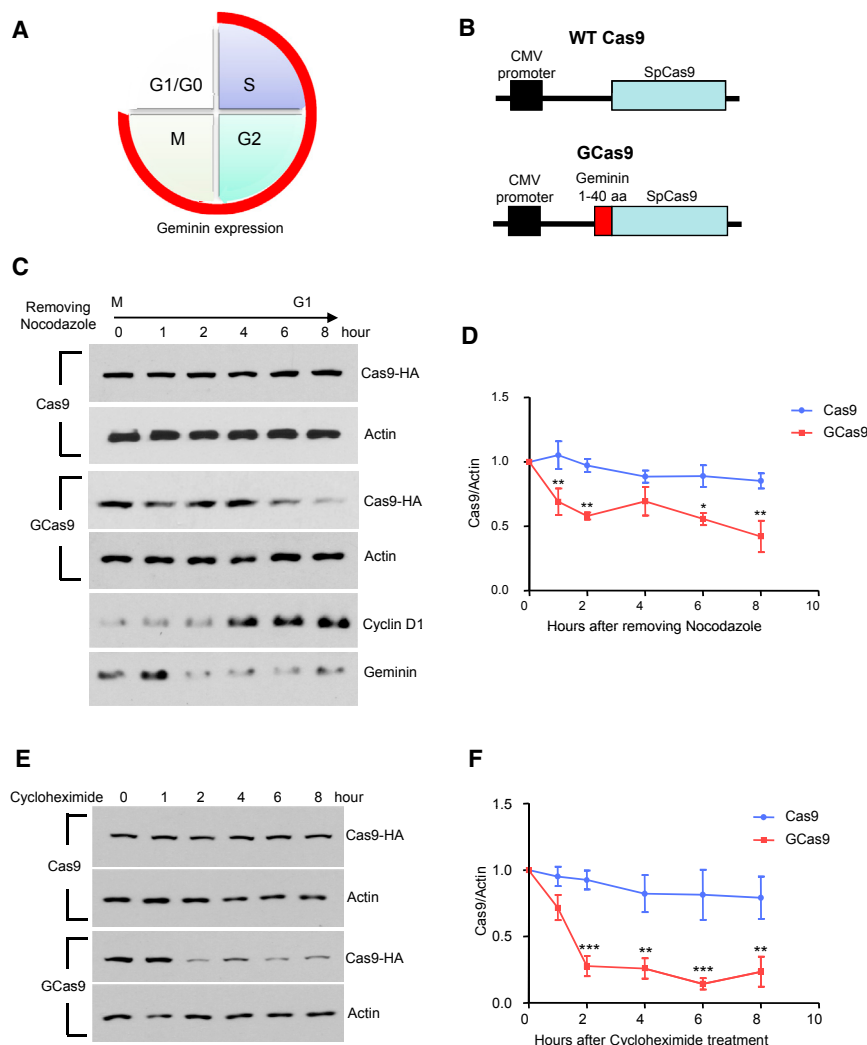 A
G1/G0
S
M
G2
Geminin expression
B
WT Cas9
CMV
promoter
SpCas9
GCas9
CMV
promoter
Geminin
1-40 aa
SpCas9
C
Removing
Nocodazole
M
G1
0 1 2 4 6 8 hour
Cas9
Cas9-HA
Actin
GCas9
Cas9-HA
Actin
Cyclin D1
Geminin
D
1.5
1.0
0.5
0.0
Cas9/Actin
Cas9
GCas9
**
**
*
**
0 2 4 6 8 10
Hours after removing Nocodazole
E
Cycloheximide 0 1 2 4 6 8 hour
Cas9
Cas9-HA
Actin
GCas9
Cas9-HA
Actin
F
1.5
1.0
0.5
0.0
Cas9/Actin
Cas9
GCas9
***
**
***
**
0 2 4 6 8 10
Hours after Cycloheximide treatment